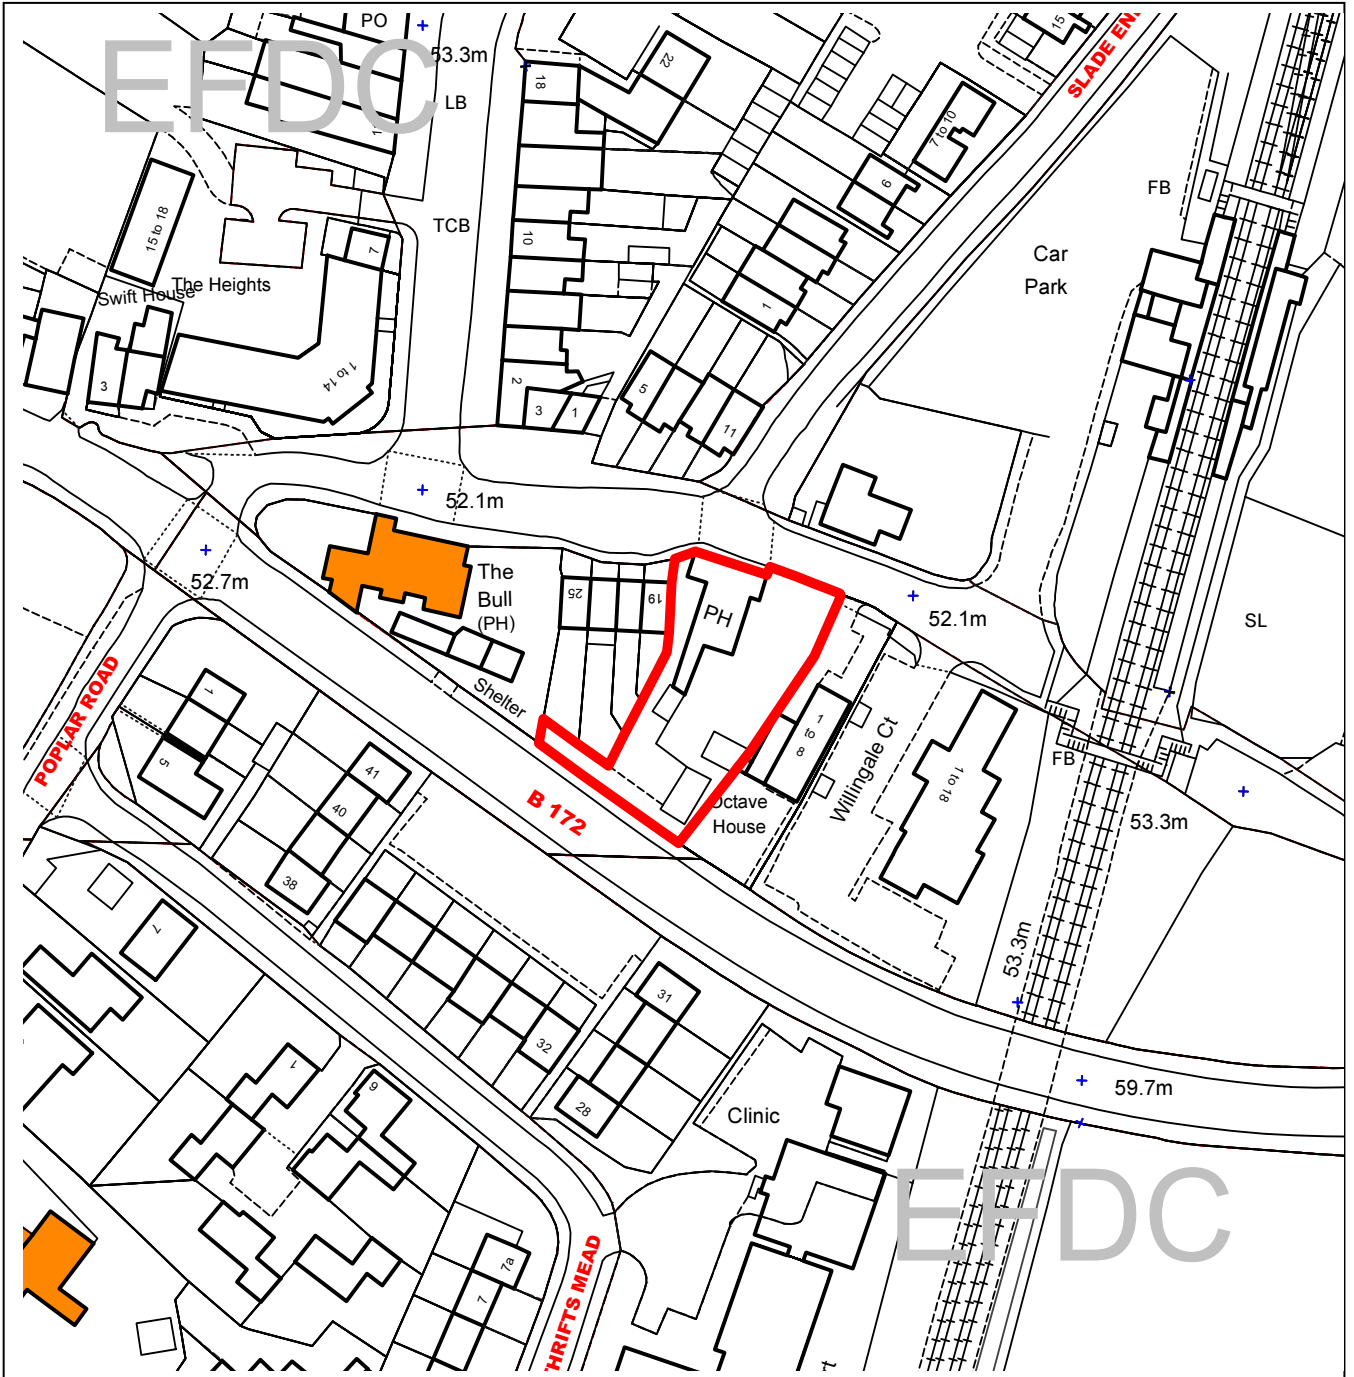 PO
EFDC
53.3m
LB
11
TCB
18
22
15
SLADE EN
7 to 10
6
FB
Car
Park
15 to 18
The Heights
Swift House
7
10
1
3
1 to 14
2
3
1
5
11
52.1m
52.7m
The
Bull
(PH)
25
19
PH
52.1m
SL
Shelter
POPLAR ROAD
1
5
41
40
38
B 172
1
to
8
Octave
House
Willingale Ct
1 to 18
FB
53.3m
53.3m
7
32
31
28
59.7m
1
9
Clinic
EFDC
7a
7
THRIFTS MEAD